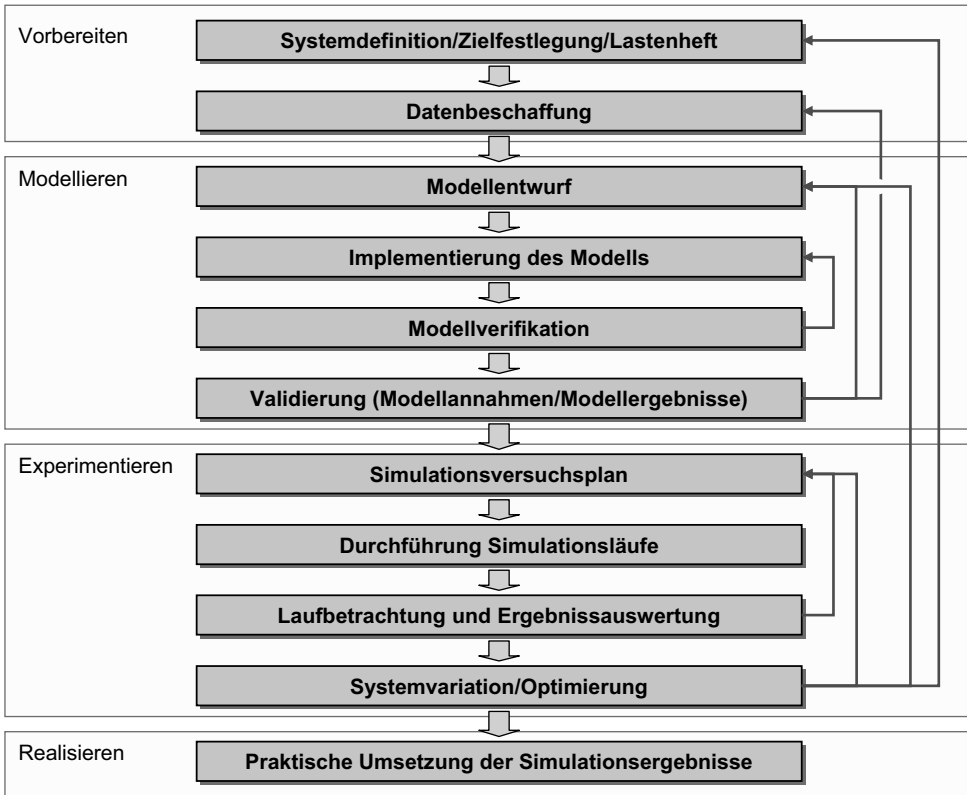 Vorbereiten
Systemdefinition/Zielfestlegung/Lastenheft
Datenbeschaffung
Modellieren
Modellentwurf
Implementierung des Modells
Modellverifikation
Validierung (Modellannahmen/Modellergebnisse)
Experimentieren
Simulationsversuchsplan
Durchführung Simulationsläufe
Laufbetrachtung und Ergebnissauswertung
Systemvariation/Optimierung
Realisieren
Praktische Umsetzung der Simulationsergebnisse